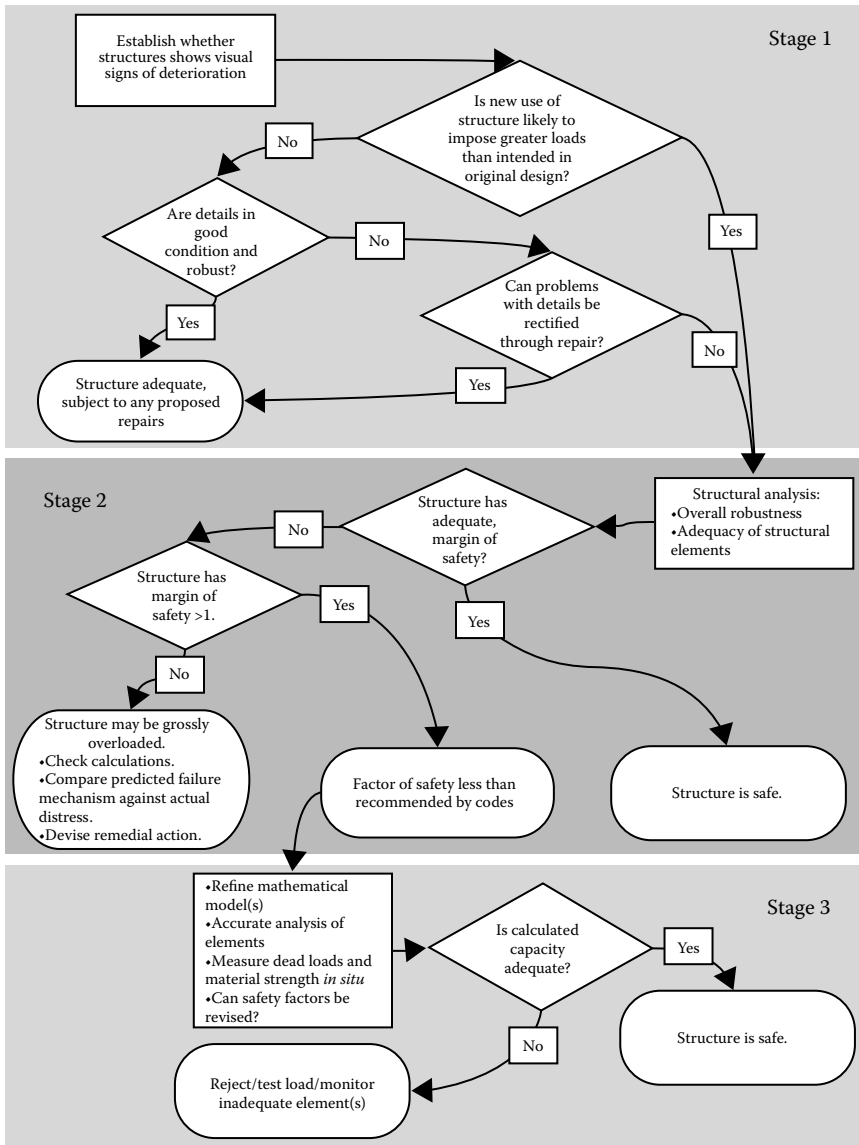 Stage 1
Establish whether
structures shows visual
signs of deterioration
Is new use of
structure likely to
impose greater loads
than intended in
original design?
No
Yes
Are details in
good
condition and
robust?
No
Yes
Can problems
with details be
rectified
through repair?
No
Yes
Structure adequate,
subject to any proposed
repairs
Stage 2
Structural analysis:
•Overall robustness
•Adequacy of structural
elements
Structure has
adequate,
margin of
safety?
No
Yes
Structure has
margin of
safety >1.
Yes
No
Structure may be grossly
overloaded.
•Check calculations.
•Compare predicted failure
mechanism against actual
distress.
•Devise remedial action.
Factor of safety less than
recommended by codes
Structure is safe.
Stage 3
•Refine mathematical
model(s)
•Accurate analysis of
elements
•Measure dead loads and
material strength in situ
•Can safety factors be
revised?
Is calculated
capacity
adequate?
Yes
No
Structure is safe.
Reject/test load/monitor
inadequate element(s)